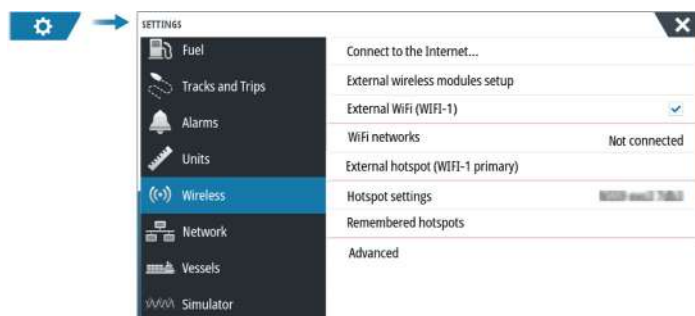 SETTINGS
Fuel
Tracks and Trips
Alarms
Units
Wireless
Network
Vessels
Simulator
Connect to the Internet...
External wireless modules setup
External WiFi (WIFI-1)
WiFi networks Not connected
External hotspot (WIFI-1 primary)
Hotspot settings
Remembered hotspots
Advanced